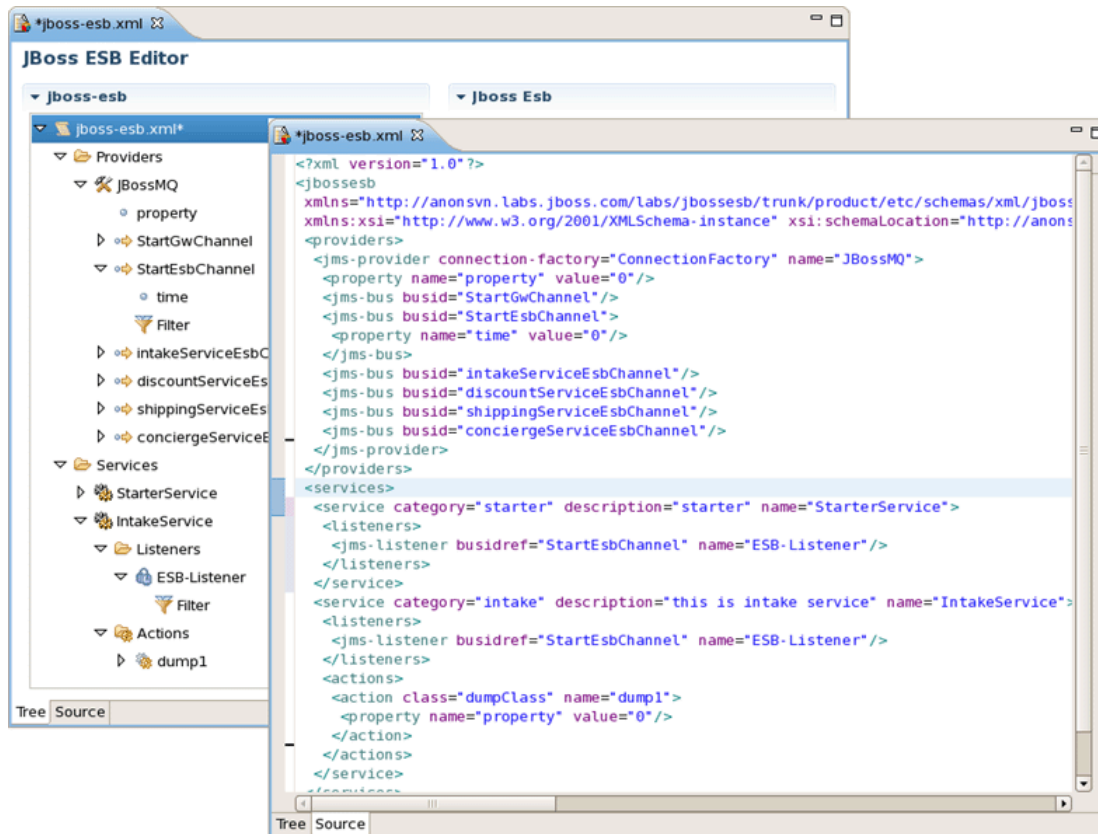 *jboss-esb.xml
JBoss ESB Editor
jboss-esb
Jboss Esb
jboss-esb.xml*
Providers
JBossMQ
property
StartGwChannel
StartEsbChannel
time
Filter
intakeServiceEsbC
discountServiceEs
shippingServiceEsl
conciergeServiceE
Services
StarterService
IntakeService
Listeners
ESB-Listener
Filter
Actions
dump1
Tree Source
*jboss-esb.xml
<?xml version="1.0"?>
<jbossesb
xmlns="http://anonsvn.labs.jboss.com/labs/jbossesb/trunk/product/etc/schemas/xml/jboss
xmlns:xsi="http://www.w3.org/2001/XMLSchema-instance" xsi:schemaLocation="http://anons
<providers>
<jms-provider connection-factory="ConnectionFactory" name="JBossMQ">
<property name="property" value="0"/>
<jms-bus busid="StartGwChannel"/>
<jms-bus busid="StartEsbChannel">
<property name="time" value="0"/>
</jms-bus>
<jms-bus busid="intakeServiceEsbChannel"/>
<jms-bus busid="discountServiceEsbChannel"/>
<jms-bus busid="shippingServiceEsbChannel"/>
<jms-bus busid="conciergeServiceEsbChannel"/>
</jms-provider>
</providers>
<services>
<service category="starter" description="starter" name="StarterService">
<listeners>
<jms-listener busidref="StartEsbChannel" name="ESB-Listener"/>
</listeners>
</service>
<service category="intake" description="this is intake service" name="IntakeService">
<listeners>
<jms-listener busidref="StartEsbChannel" name="ESB-Listener"/>
</listeners>
<actions>
<action class="dumpClass" name="dump1">
<property name="property" value="0"/>
</action>
</actions>
</service>
</services>
Tree Source